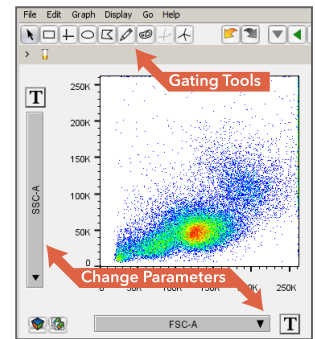 File Edit Graph Display Go Help
Gating Tools
T
250K
200K
150K
100K
50K
0
SSC-A
Change Parameters
0 50K 100K 150K 200K 250K
FSC-A
T